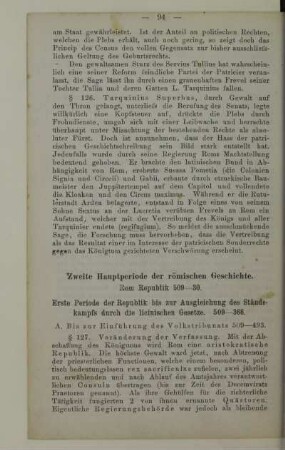 — 94 —
am Staat gewährleistet. Ist der Anteil an politischen Rechten,
welchen die Plebs erhält, auch noch gering, so zeigt doch das
Princip des Census den vollen Gegensatz zur bisher ausschliess-
lichen Geltung des Geburtsrechts.
Den gewaltsamen Sturz des Servius Tullius hat wahrschein-
lich eine seiner Reform feindliche Partei der Patricier veran-
lasst, die Sage lässt ihn durch einen grauenhaften Frevel seiner
Tochter Tullia und deren Gatten L. Tarquinius fallen.
§ 126. Tarquinius Superbus, durch Gewalt auf
den Thron gelangt, unterliess die Berufung des Senats, legte
willkürlich eine Kopfsteuer auf, drückte die Plebs durch
Frohndienste, umgab sich mit einer Leibwache und herrschte
überhaupt unter Missachtung der bestehenden Rechte als abso-
luter Fürst. Doch ist anzunehmen, dass der Hass der patri-
cischen Geschichtschreibung sein Bild stark entstellt hat.
Jedenfalls wurde durch seine Regierung Roms Machtstellung
bedeutend gehoben. Er brachte den latinischen Bund in Ab-
hängigkeit von Rom, eroberte Suessa Pometia (die Colonien
Signia und Circeii) und Gabii, erbaute durch etruskische Bau-
meister den Juppitertempel auf dem Capitol und vollendete
die Kloaken und den Circus maximus. Während er die Rutu-
lerstadt Ardea belagerte, entstand in Folge eines von seinem
Sohne Sextus an der Lucretia verübten Frevels in Rom ein
Aufstand, welcher mit der Vertreibung des Königs und aller
Tarquinier endete (regifugium). So meldet die ausschmückende
Sage, die Forschung muss dabei bleiben, dass die Vertreibung
als das Resultat einer im Interesse der patricischen Sonderrechte
gegen das Königtum gerichteten Verschwörung erscheint.
Zweite Hauptperiode der römischen Geschichte.
Rom Republik 509—30.
Erste Periode der Republik bis zur Ausgleichung des Stände-
kampfs durch die licinischen Gesetze. 509—366.
A. Bis zur Einführung des Volkstribunats 509—493.
§ 127. Veränderung der Verfassung. Mit der Ab-
schaffung des Königtums wird Rom eine aristokratische
Republik. Die höchste Gewalt ward jetzt, nach Abtrennung
der priesterlichen Functionen, welche einem besonderen, poli-
tisch bedeutungslosen rex sacrificulus, zwei jährlich
zu erwählenden und nach Ablauf des Amtsjahres verantwort-
lichen Consuln übertragen (bis zur Zeit des Decemvirats
Praetoren genannt). Als ihre Gehilfen für die richterliche
Tätigkeit fungierten 2 von ihnen ernannte Quästoren.
Eigentliche Regierungsbehörde war jedoch als bleibende